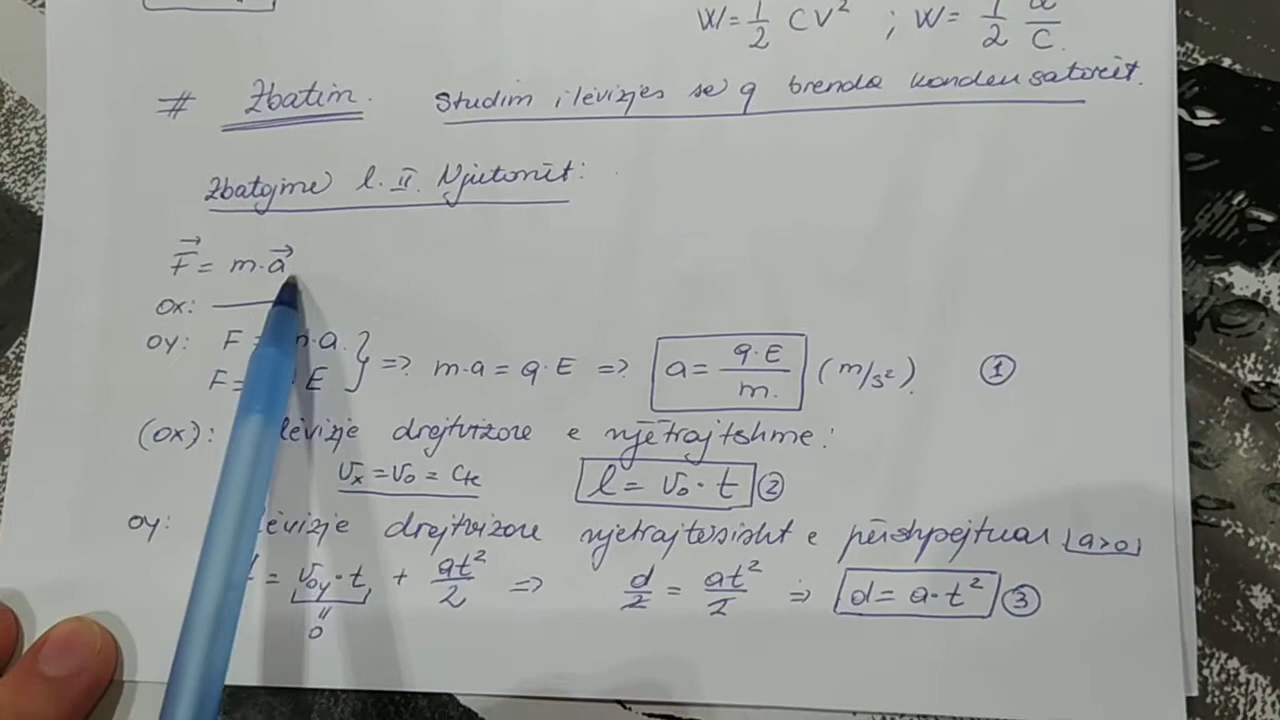 W = 1/2 CV² ; W = 1/2 /C.
# Zbatim. Studim i lëvizjes së q brenda kondensatorit.
Zbatojmë l. II. Njutonit:
F⃗ = m·a⃗
ox:
oy: F = m·a.
F= E } => m·a = q·E => a = q·E/m. (m/s²) ①
(ox): lëvizje drejtvizore e njëtrajtshme:
Vx = V₀ = cte l = V₀ · t ②
oy: lëvizje drejtvizore njëtrajtësisht e përshpejtuar a>0
= V₀y · t + at²/2 => d/2 = at²/2 => d = a·t² ③
" 0